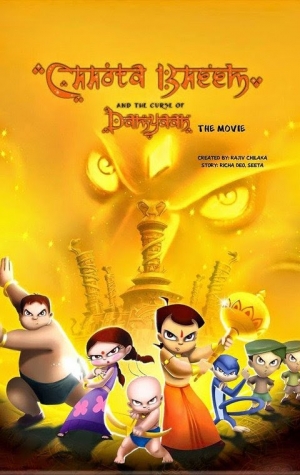 Chhota Bheem
AND THE CURSE OF
Damyaan THE MOVIE
CREATED BY: RAJIV CHILAKA
STORY: RICHA DEO, SEETA